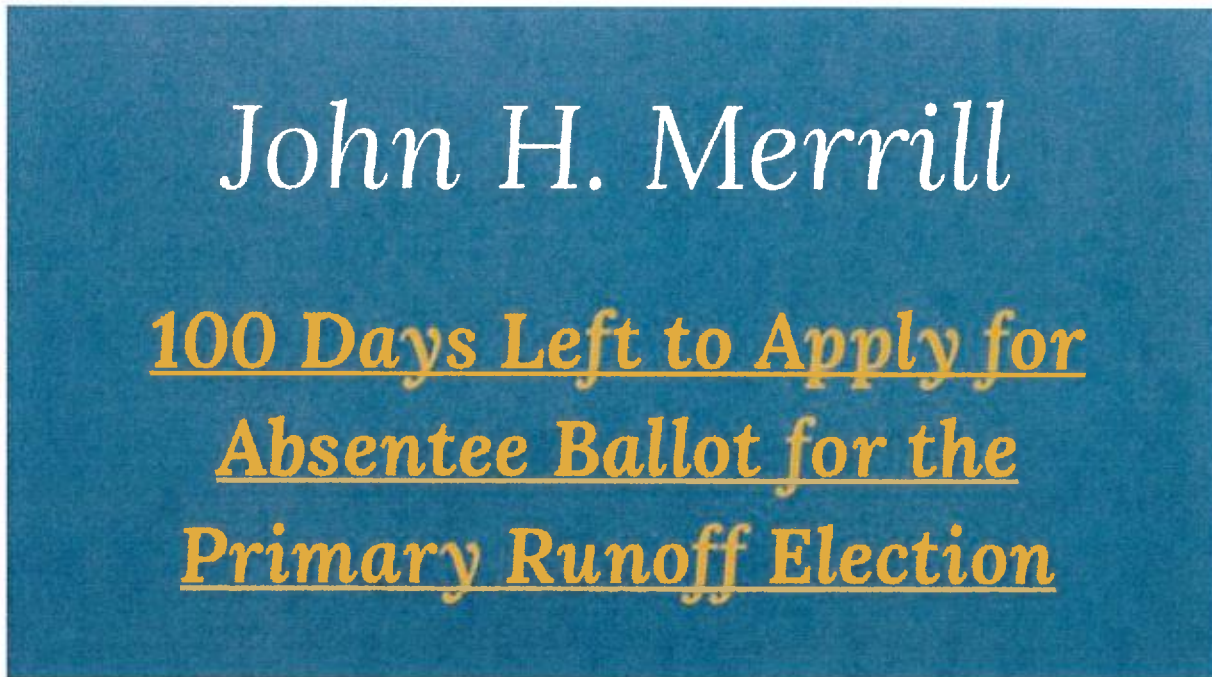 John H. Merrill
100 Days Left to Apply for
Absentee Ballot for the
Primary Runoff Election